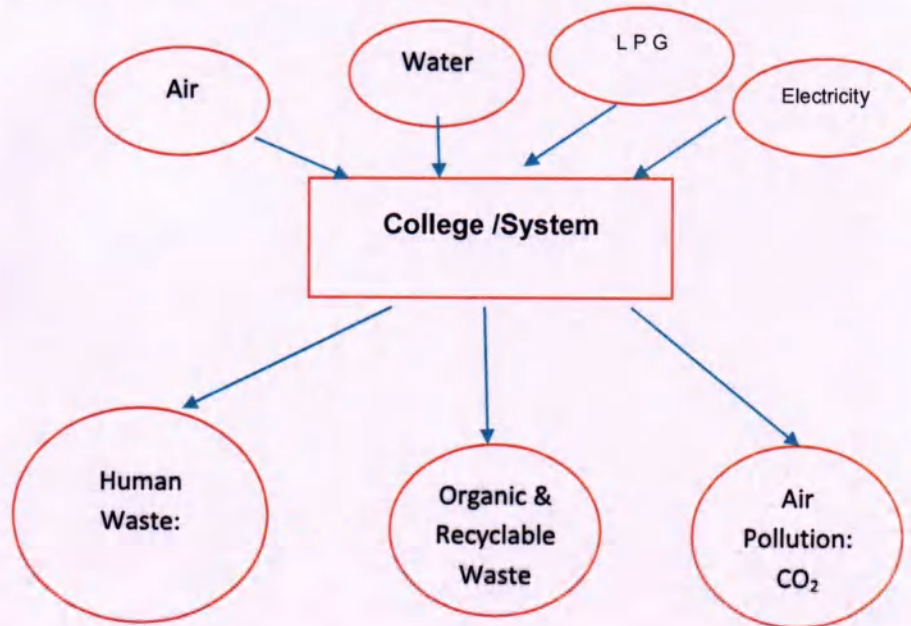 Air
Water
L P G
Electricity
College /System
Human
Waste:
Organic &
Recyclable
Waste
Air
Pollution:
CO₂